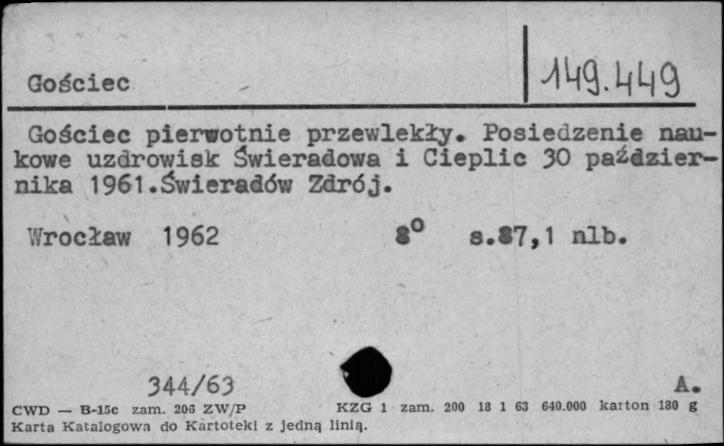 Gościec
149.449
Gościec pierwotnie przewlekły. Posiedzenie nau-
kowe uzdrowisk Świeradowa i Cieplic 30 paździer-
nika 1961.Świeradów Zdrój.
Wrocław 1962 8° s.87,1 nlb.
344/63 A.
CWD — B-15c zam. 206 ZW/P KZG 1 zam. 200 18 1 63 640.000 karton 180 g
Karta Katalogowa do Kartoteki z jedną linią.